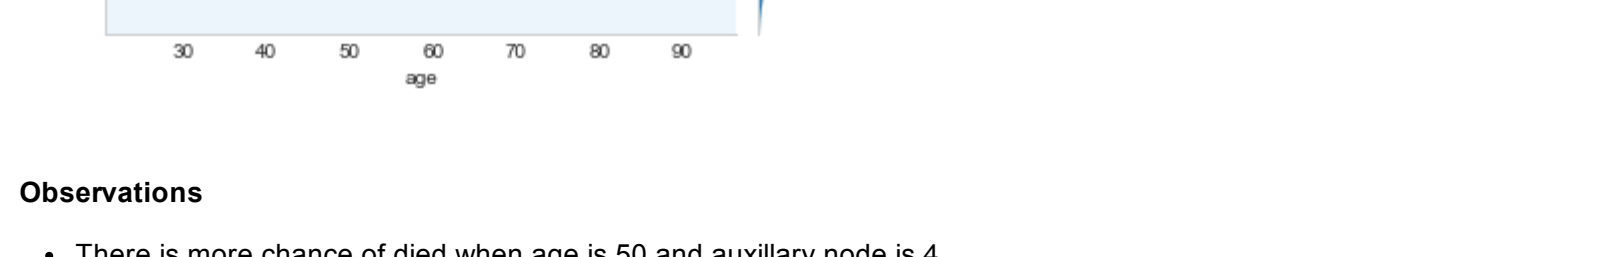 30 40 50 60 70 80 90
age
Observations
• There is more chance of died when age is 50 and auxillary node is 4